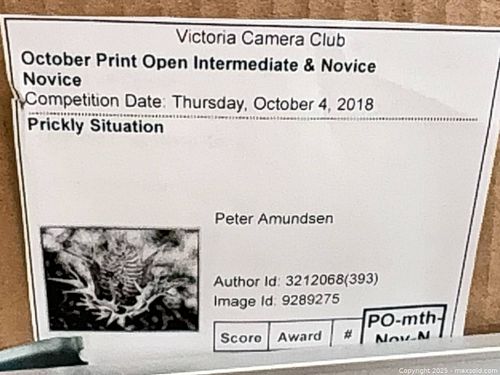 Victoria Camera Club
October Print Open Intermediate & Novice
Novice
Competition Date: Thursday, October 4, 2018
Prickly Situation
Peter Amundsen
Author Id: 3212068(393)
Image Id: 9289275
Score Award # PO-mth-
Nov-N
Copyright 2025 - maxsold.com